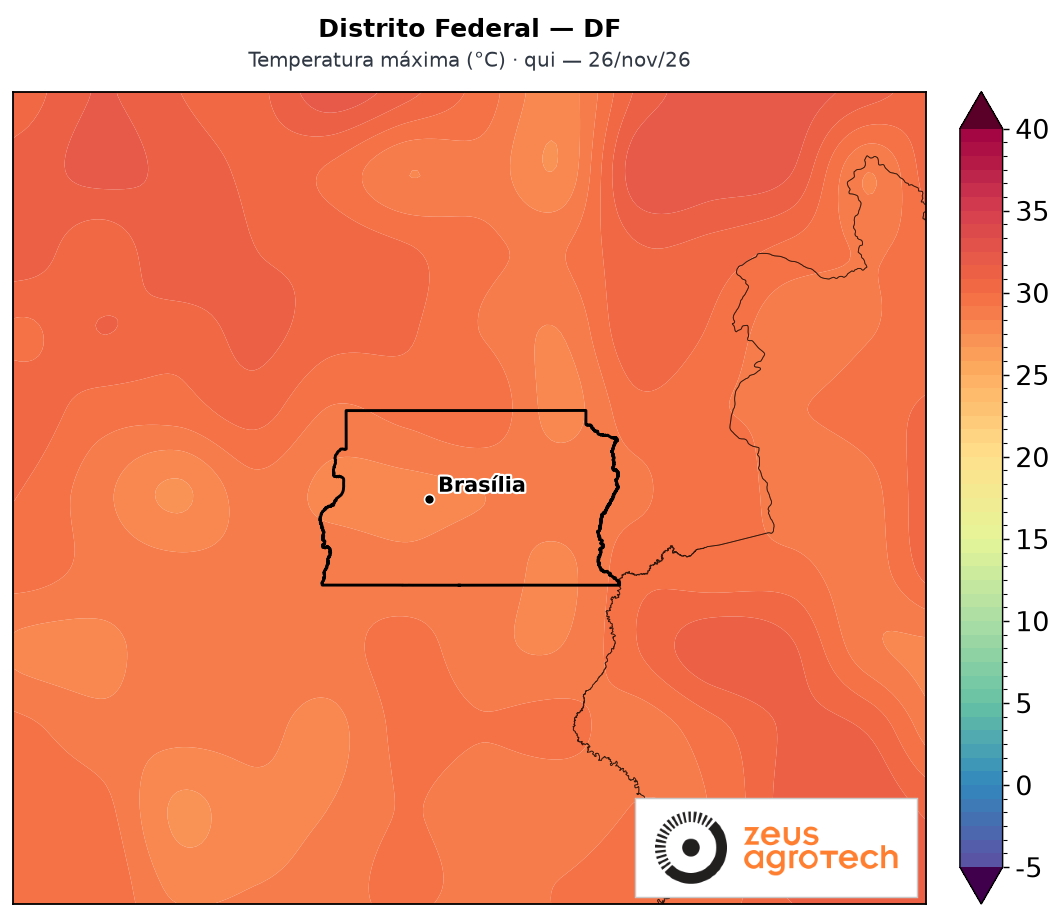 Distrito Federal — DF
Temperatura máxima (°C) · qui — 26/nov/26
40
35
30
25
20
15
10
5
0
-5
Brasília
zeus
agrotech